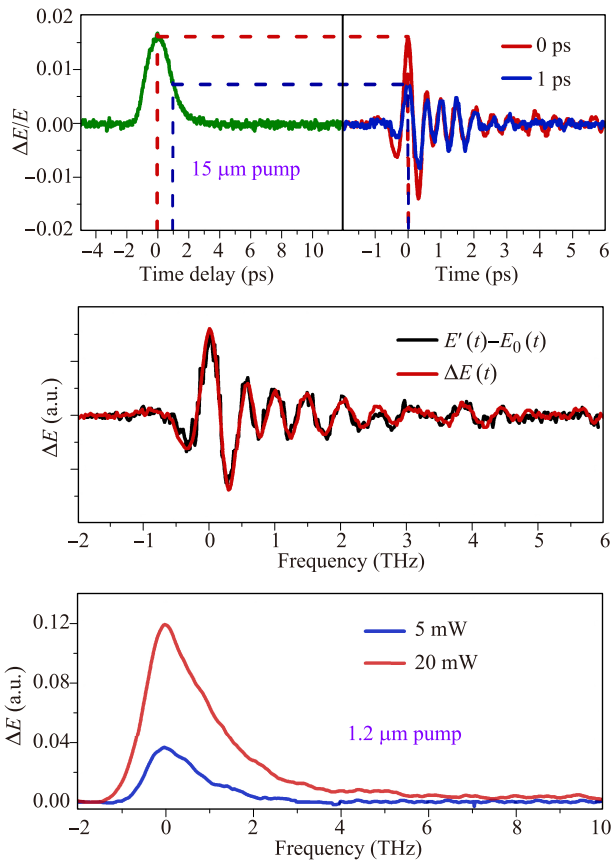 0.02
0.01
0.00
−0.01
−0.02
ΔE/E
15 μm pump
0 ps
1 ps
−4 −2 0 2 4 6 8 10
−1 0 1 2 3 4 5 6
Time delay (ps)
Time (ps)
ΔE (a.u.)
E′(t)−E₀(t)
ΔE(t)
−2 −1 0 1 2 3 4 5 6
Frequency (THz)
0.12
0.08
0.04
0.00
ΔE (a.u.)
5 mW
20 mW
1.2 μm pump
−2 0 2 4 6 8 10
Frequency (THz)